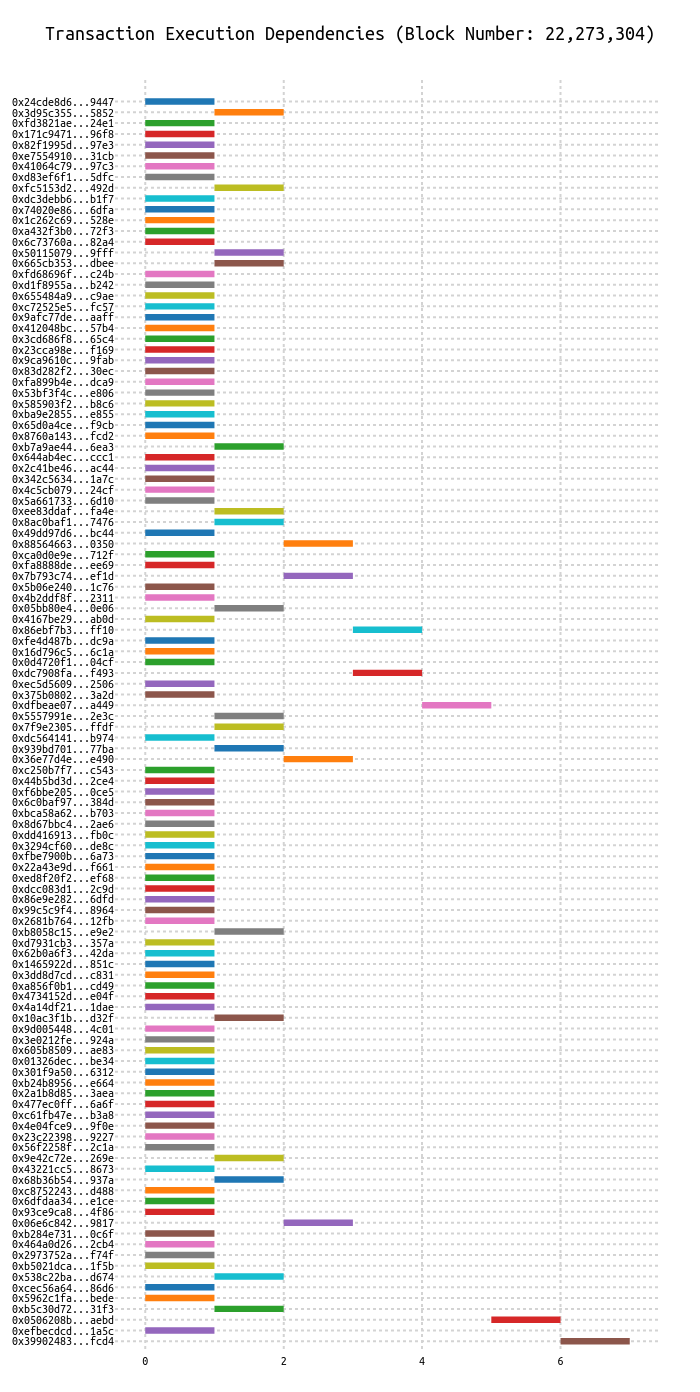 Transaction Execution Dependencies (Block Number: 22,273,304)
0x24cde8d6...9447
0x3d95c355...5852
0xfd3821ae...24e1
0x171c9471...96f8
0x82f1995d...97e3
0xe7554910...31cb
0x41064c79...97c3
0xd83ef6f1...5dfc
0xfc5153d2...492d
0xdc3debb6...b1f7
0x74020e86...6dfa
0x1c262c69...528e
0xa432f3b0...72f3
0x6c73760a...82a4
0x50115079...9fff
0x665cb353...dbee
0xfd68696f...c24b
0xd1f8955a...b242
0x655484a9...c9ae
0xc72525e5...fc57
0x9afc77de...aaff
0x412048bc...57b4
0x3cd686f8...65c4
0x23cca98e...f169
0x9ca9610c...9fab
0x83d282f2...30ec
0xfa899b4e...dca9
0x53bf3f4c...e806
0x585903f2...b8c6
0xba9e2855...e855
0x65d0a4ce...f9cb
0x8760a143...fcd2
0xb7a9ae44...6ea3
0x644ab4ec...ccc1
0x2c41be46...ac44
0x342c5634...1a7c
0x4c5cb079...24cf
0x5a661733...6d10
0xee83ddaf...fa4e
0x8ac0baf1...7476
0x49dd97d6...bc44
0x88564663...0350
0xca0d0e9e...712f
0xfa8888de...ee69
0x7b793c74...ef1d
0x5b06e240...1c76
0x4b2ddf8f...2311
0x05bb80e4...0e06
0x4167be29...ab0d
0x86ebf7b3...ff10
0xfe4d487b...dc9a
0x16d796c5...6c1a
0x0d4720f1...04cf
0xdc7908fa...f493
0xec5d5609...2506
0x375b0802...3a2d
0xdfbeae07...a449
0x5557991e...2e3c
0x7f9e2305...ffdf
0xdc564141...b974
0x939bd701...77ba
0x36e77d4e...e490
0xc250b7f7...c543
0x44b5bd3d...2ce4
0xf6bbe205...0ce5
0x6c0baf97...384d
0xbca58a62...b703
0x8d67bbc4...2ae6
0xdd416913...fb0c
0x3294cf60...de8c
0xfbe7900b...6a73
0x22a43e9d...f661
0xed8f20f2...ef68
0xdcc083d1...2c9d
0x86e9e282...6dfd
0x99c5c9f4...8964
0x2681b764...12fb
0xb8058c15...e9e2
0xd7931cb3...357a
0x62b0a6f3...42da
0x1465922d...851c
0x3dd8d7cd...c831
0xa856f0b1...cd49
0x4734152d...e04f
0x4a14df21...1dae
0x10ac3f1b...d32f
0x9d005448...4c01
0x3e0212fe...924a
0x605b8509...ae83
0x01326dec...be34
0x301f9a50...6312
0xb24b8956...e664
0x2a1b8d85...3aea
0x477ec0ff...6a6f
0xc61fb47e...b3a8
0x4e04fce9...9f0e
0x23c22398...9227
0x56f2258f...2c1a
0x9e42c72e...269e
0x43221cc5...8673
0x68b36b54...937a
0xc8752243...d488
0x6dfdaa34...e1ce
0x93ce9ca8...4f86
0x06e6c842...9817
0xb284e731...0c6f
0x464a0d26...2cb4
0x2973752a...f74f
0xb5021dca...1f5b
0x538c22ba...d674
0xcec56a64...86d6
0x5962c1fa...bede
0xb5c30d72...31f3
0x0506208b...aebd
0xefbecdcd...1a5c
0x39902483...fcd4
0 2 4 6